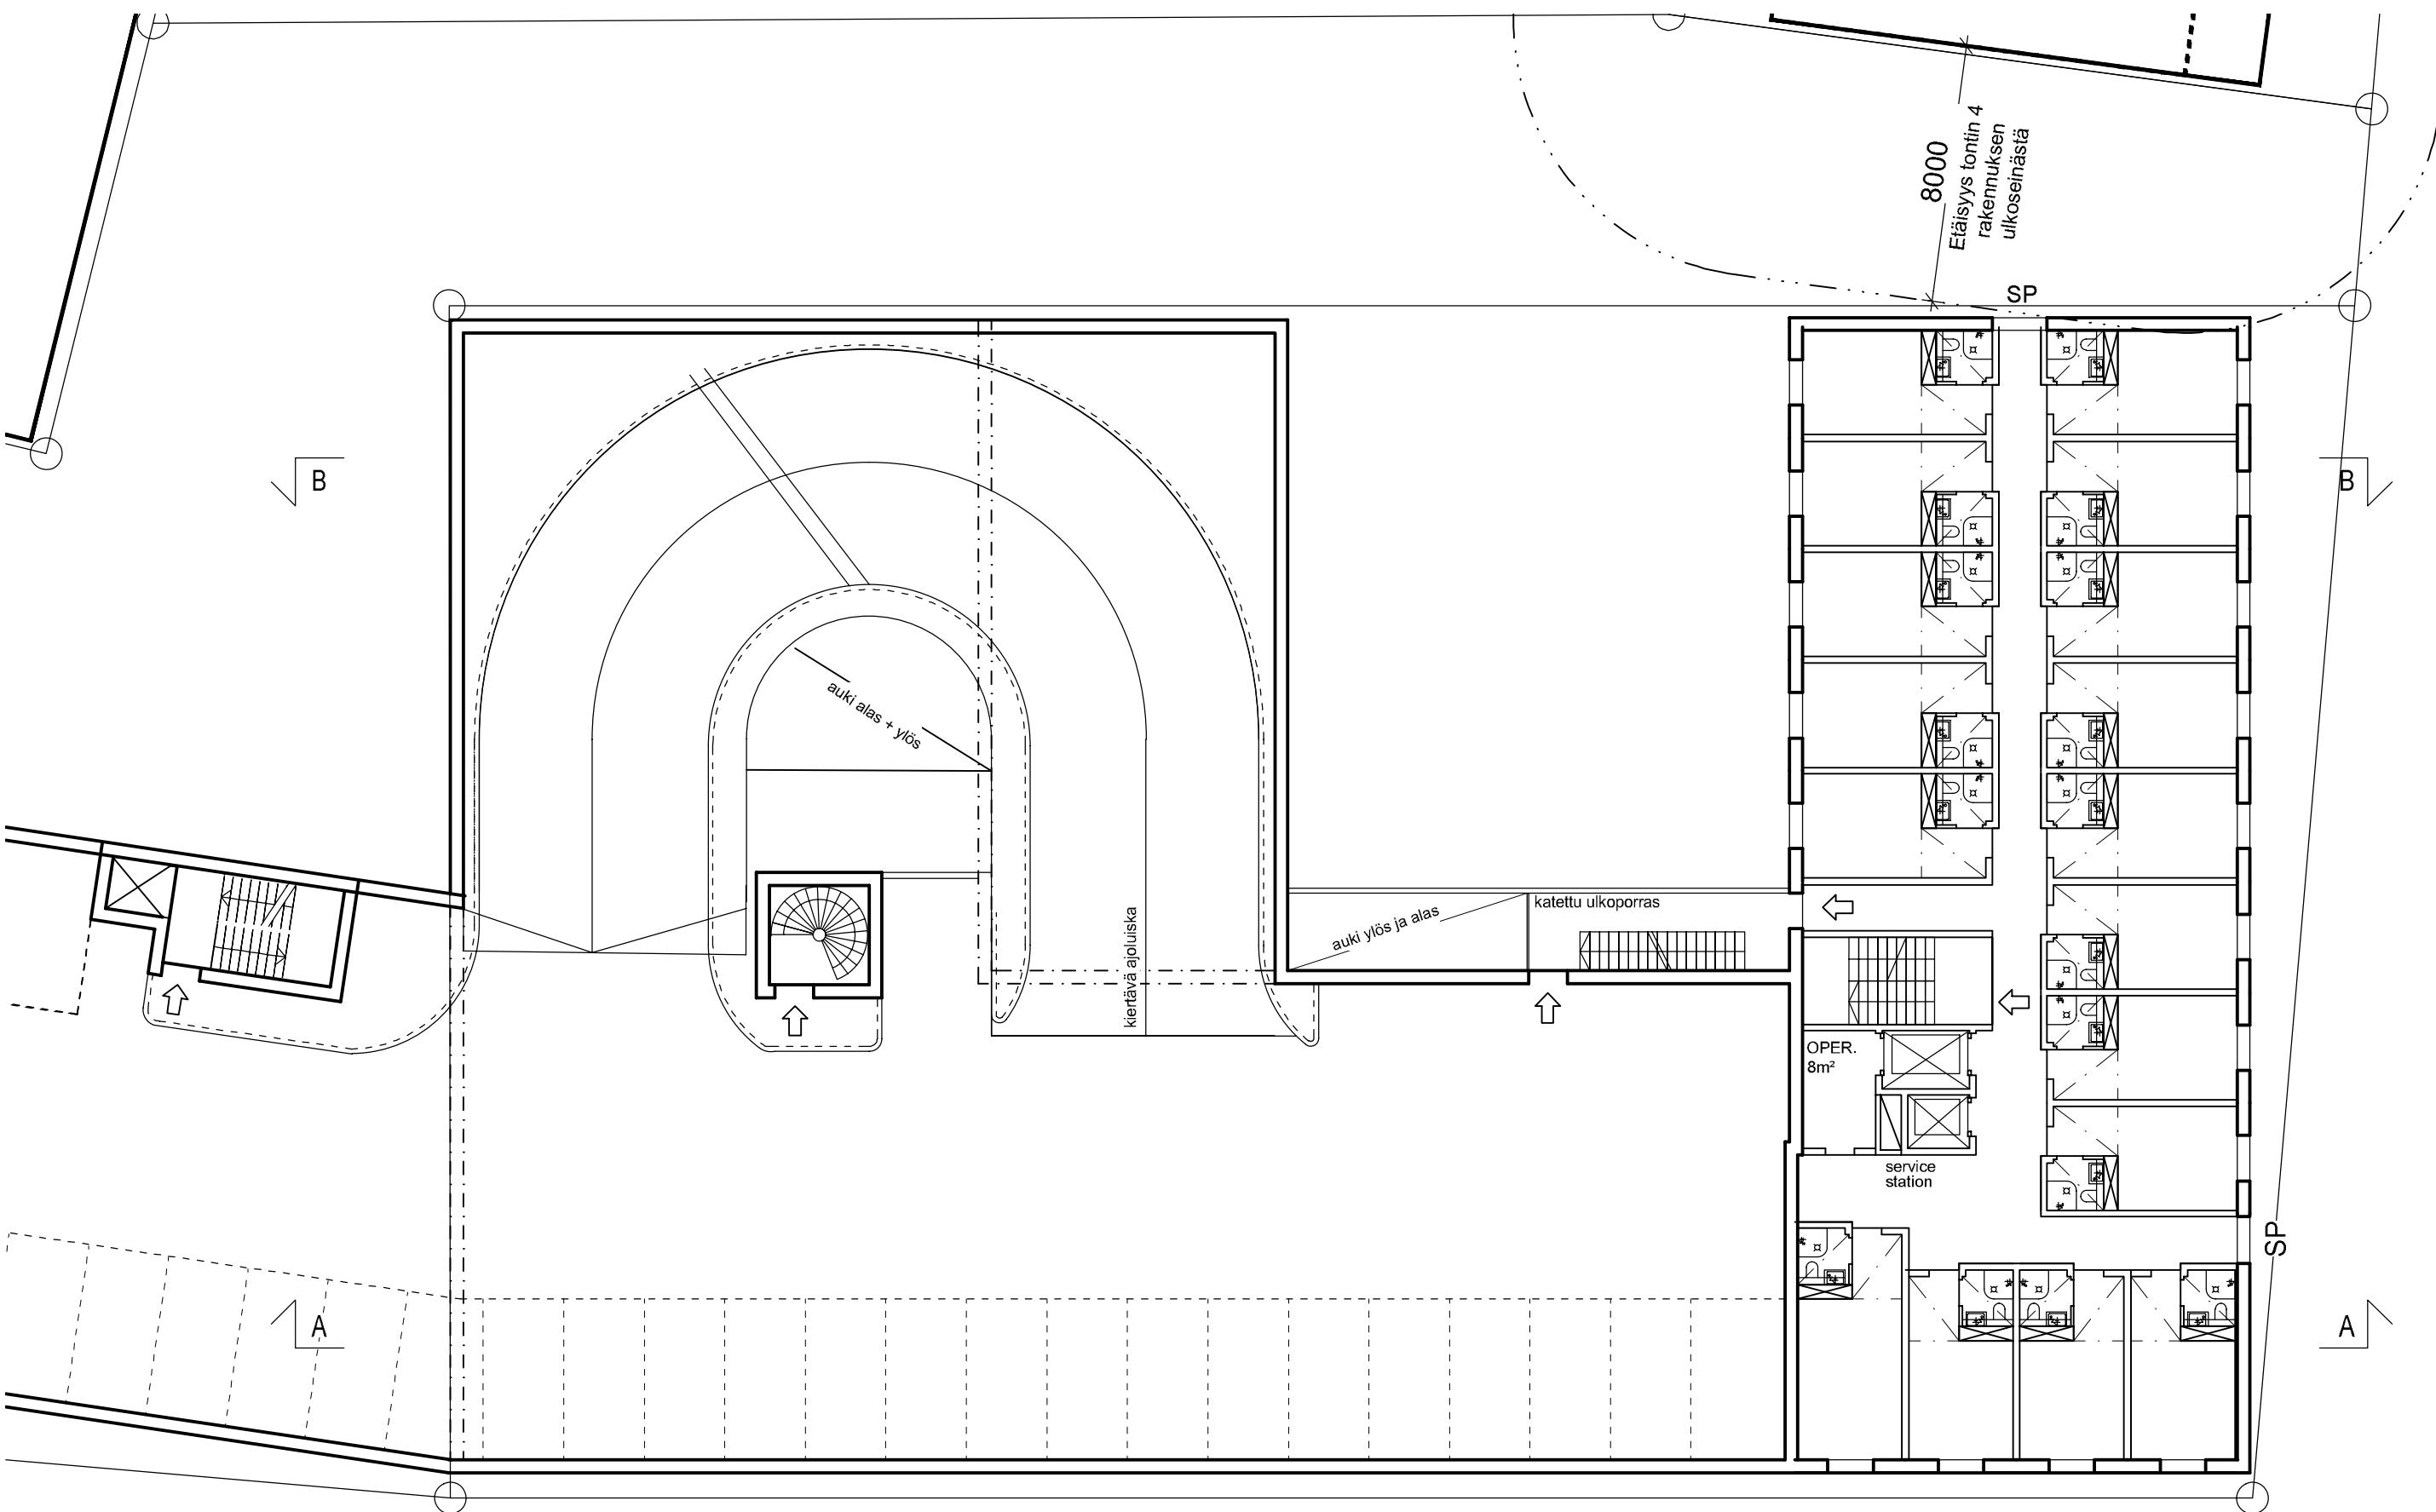 8000
Etäisyys tontin 4
rakennuksen
ulkoseinästä
SP
B
B
auki alas + ylös
katettu ulkoporras
auki ylös ja alas
kiertävä ajoluiska
OPER.
8m²
service
station
SP
A
A